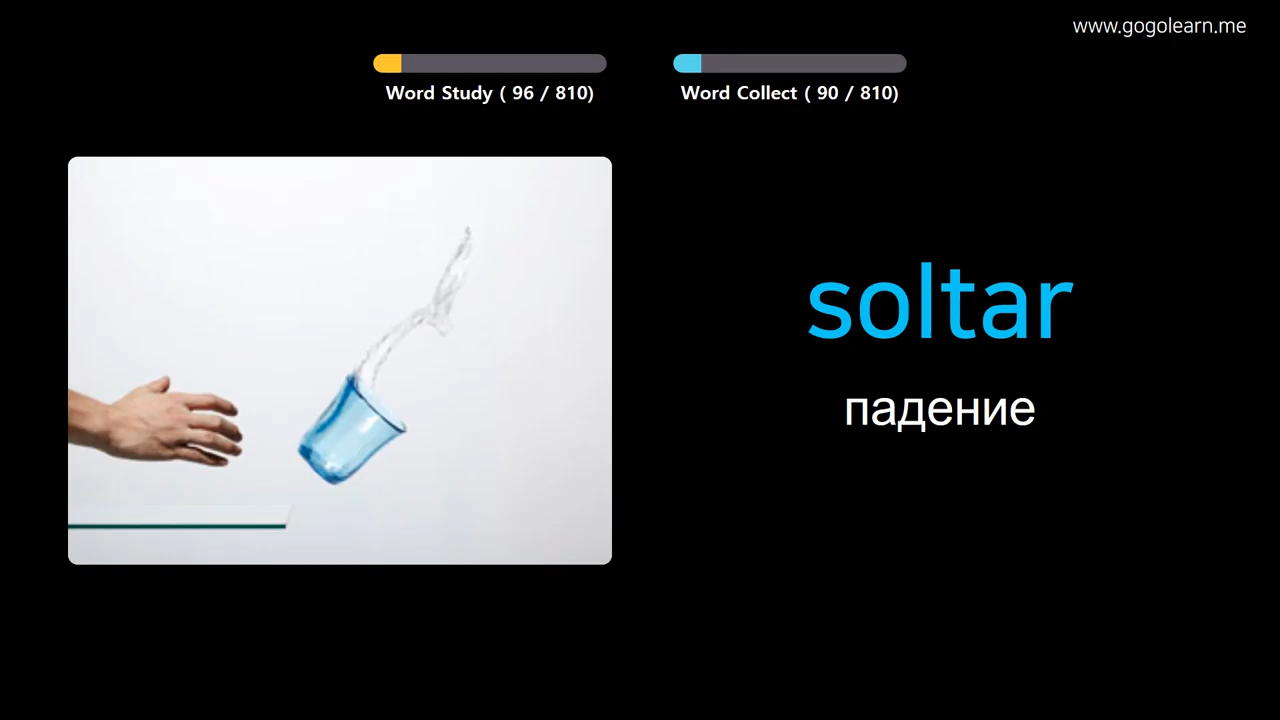 www.gogolearn.me
Word Study ( 96 / 810)
Word Collect ( 90 / 810)
soltar
падение